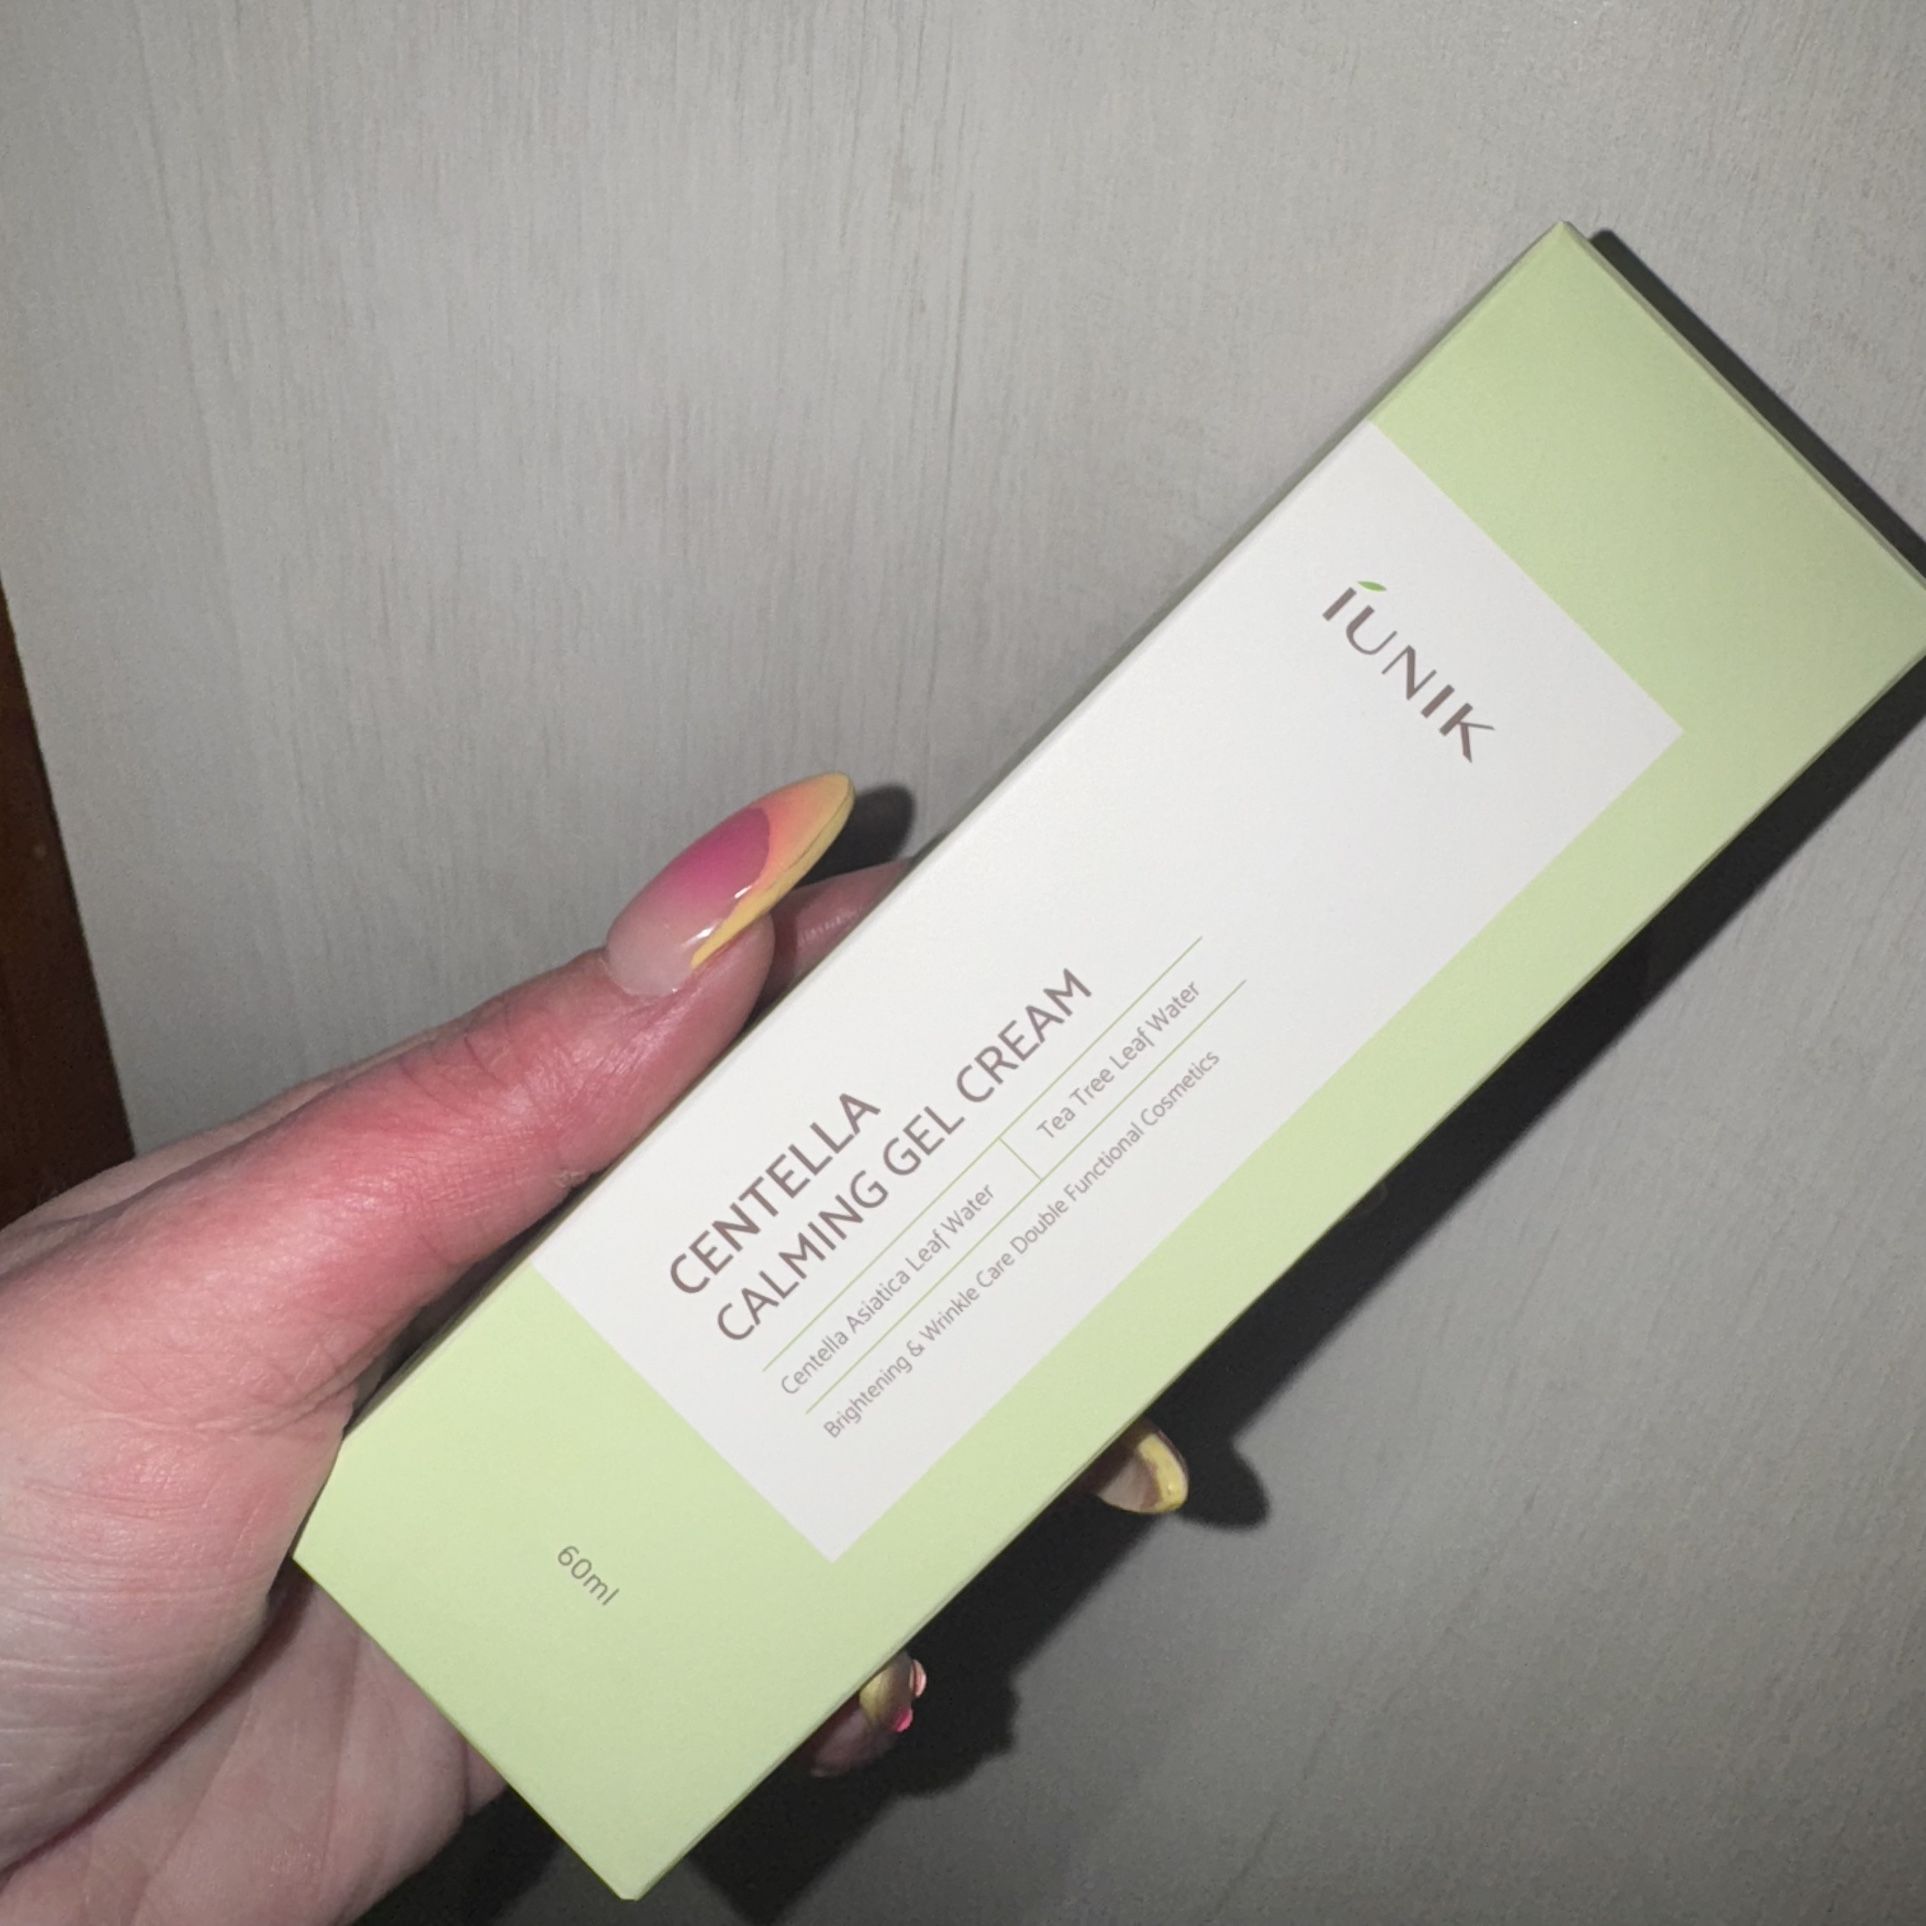 iUNIK
CENTELLA
CALMING GEL CREAM
Centella Asiatica Leaf Water
Tea Tree Leaf Water
Brightening & Wrinkle Care Double Functional Cosmetics
60ml